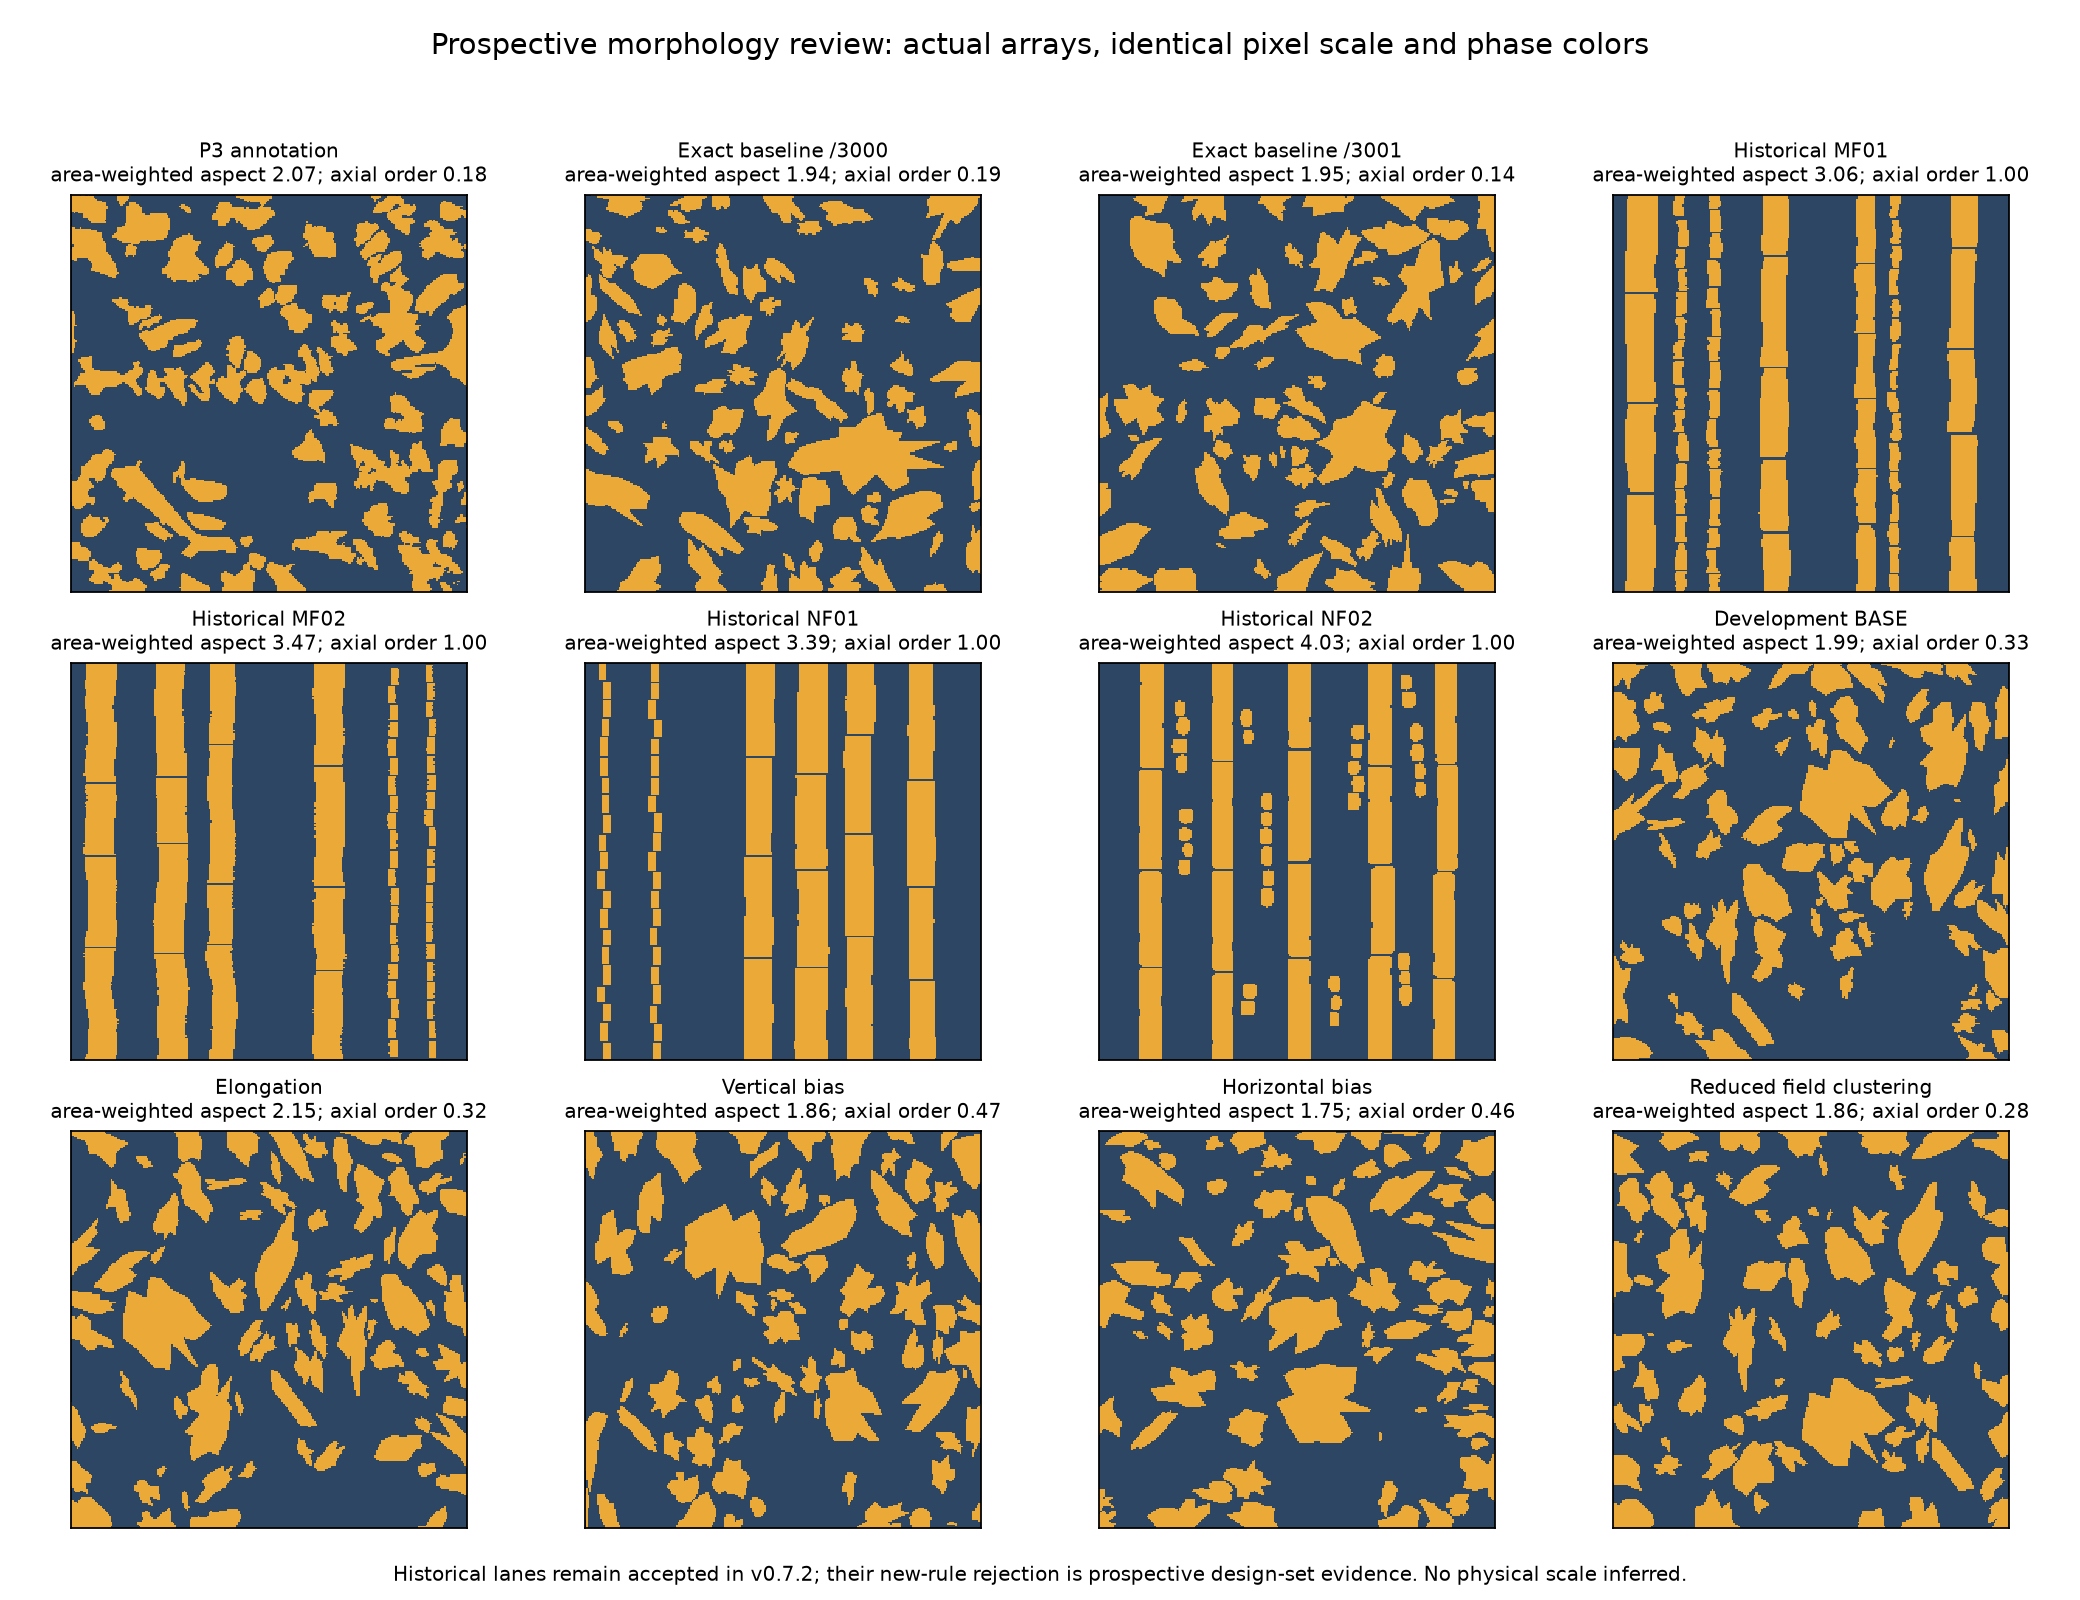 Prospective morphology review: actual arrays, identical pixel scale and phase colors
P3 annotation
area-weighted aspect 2.07; axial order 0.18
Exact baseline /3000
area-weighted aspect 1.94; axial order 0.19
Exact baseline /3001
area-weighted aspect 1.95; axial order 0.14
Historical MF01
area-weighted aspect 3.06; axial order 1.00
Historical MF02
area-weighted aspect 3.47; axial order 1.00
Historical NF01
area-weighted aspect 3.39; axial order 1.00
Historical NF02
area-weighted aspect 4.03; axial order 1.00
Development BASE
area-weighted aspect 1.99; axial order 0.33
Elongation
area-weighted aspect 2.15; axial order 0.32
Vertical bias
area-weighted aspect 1.86; axial order 0.47
Horizontal bias
area-weighted aspect 1.75; axial order 0.46
Reduced field clustering
area-weighted aspect 1.86; axial order 0.28
Historical lanes remain accepted in v0.7.2; their new-rule rejection is prospective design-set evidence. No physical scale inferred.